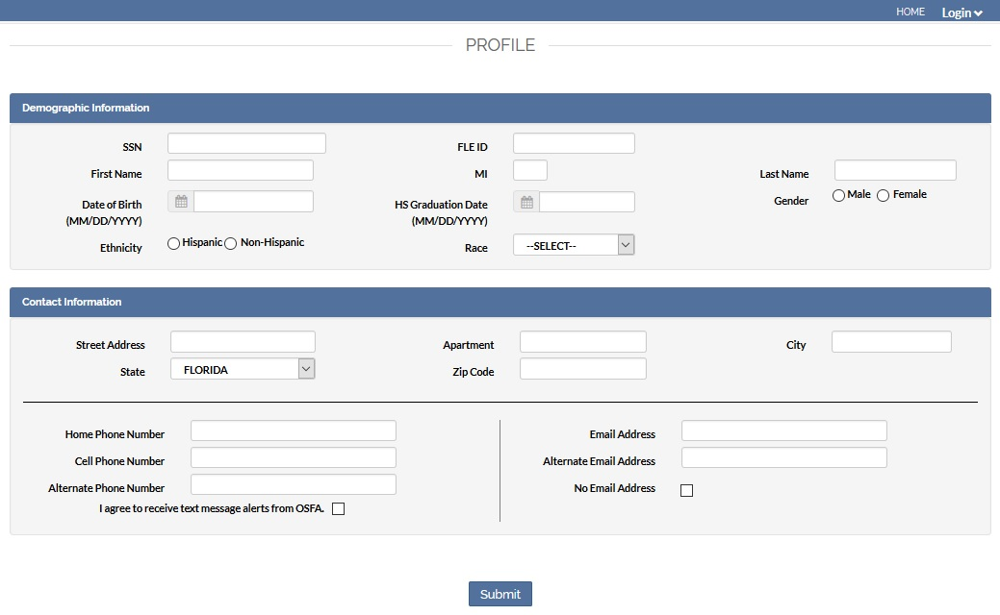 HOME Login
PROFILE
Demographic Information
SSN FLE ID
First Name MI Last Name
Date of Birth (MM/DD/YYYY) HS Graduation Date (MM/DD/YYYY) Gender Male Female
Ethnicity Hispanic Non-Hispanic Race --SELECT--
Contact Information
Street Address Apartment City
State FLORIDA Zip Code
Home Phone Number Email Address
Cell Phone Number Alternate Email Address
Alternate Phone Number No Email Address
I agree to receive text message alerts from OSFA.
Submit